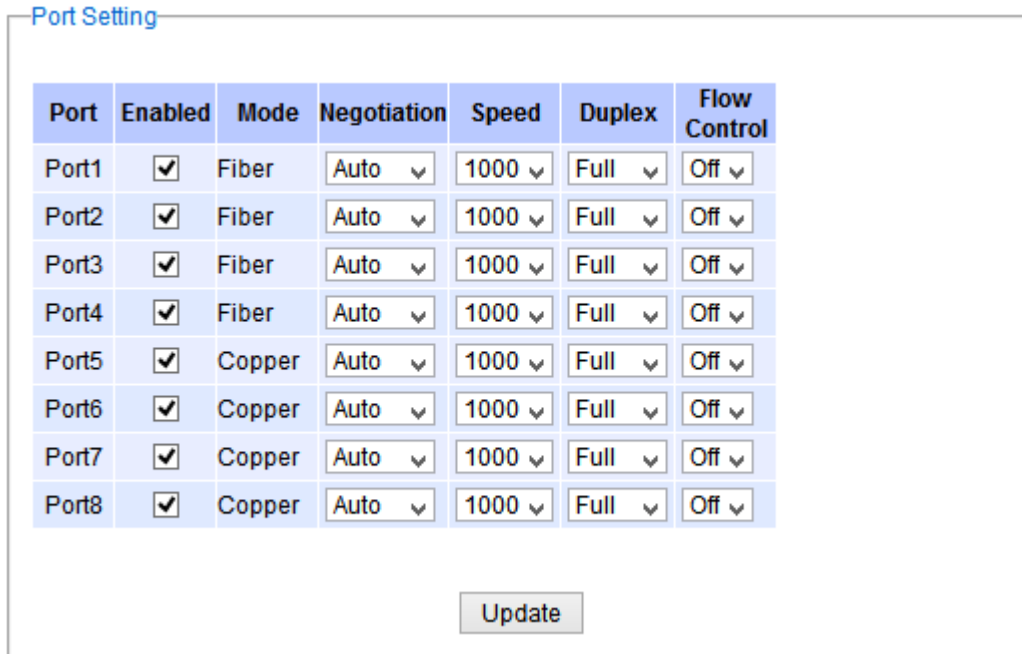 Port Setting
Port Enabled Mode Negotiation Speed Duplex Flow Control
Port1 Fiber Auto 1000 Full Off
Port2 Fiber Auto 1000 Full Off
Port3 Fiber Auto 1000 Full Off
Port4 Fiber Auto 1000 Full Off
Port5 Copper Auto 1000 Full Off
Port6 Copper Auto 1000 Full Off
Port7 Copper Auto 1000 Full Off
Port8 Copper Auto 1000 Full Off
Update